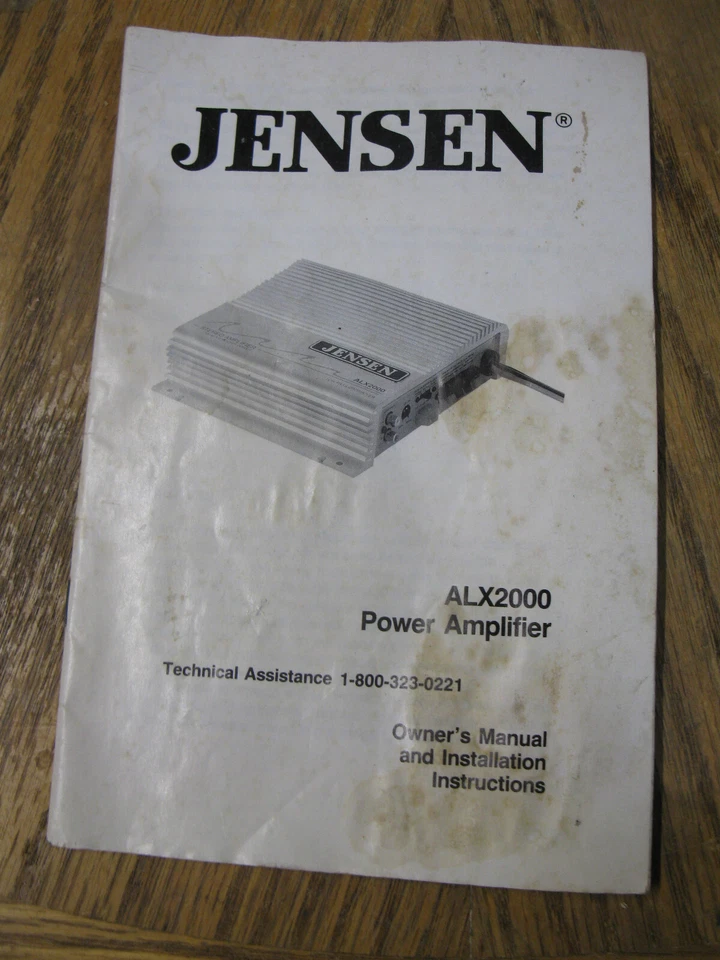 JENSEN®
JENSEN
ALX2000
ALX2000
Power Amplifier
Technical Assistance 1-800-323-0221
Owner's Manual
and Installation
Instructions